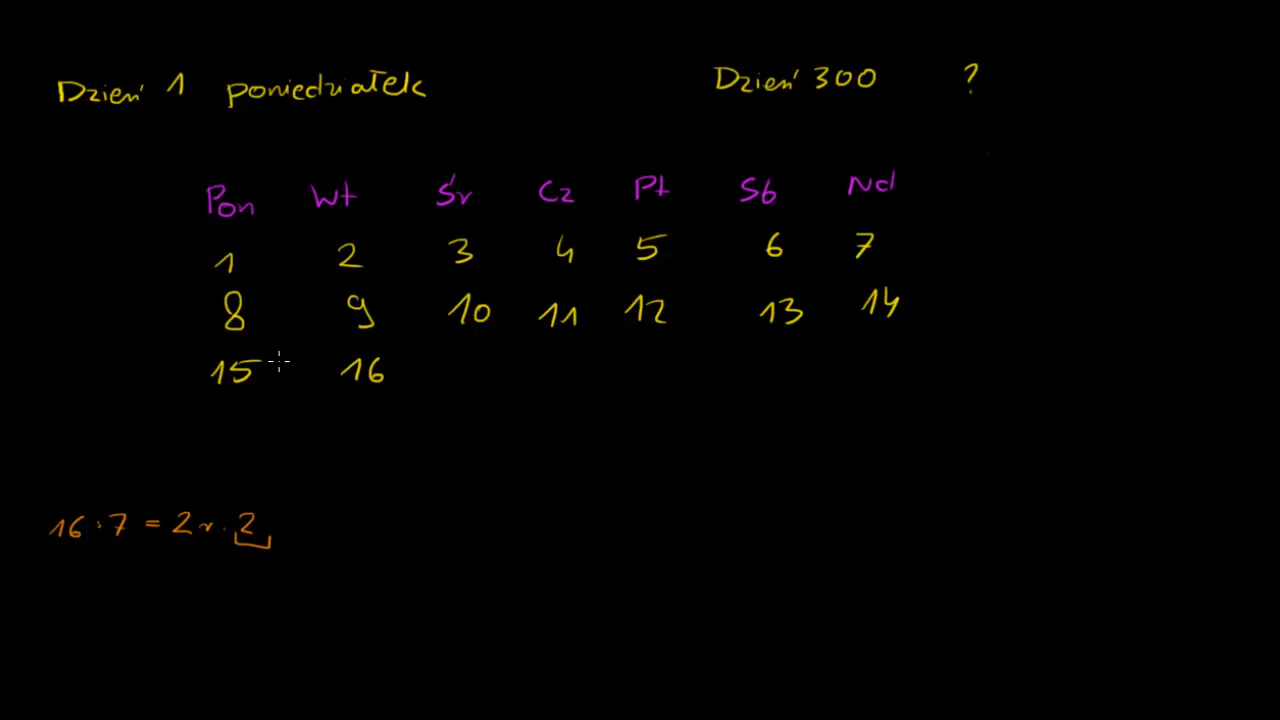 Dzień 1 poniedziałek Dzień 300 ?
Pon Wt Śr Cz Pt Sb Nd
1 2 3 4 5 6 7
8 9 10 11 12 13 14
15 16
16:7 = 2 r. 2